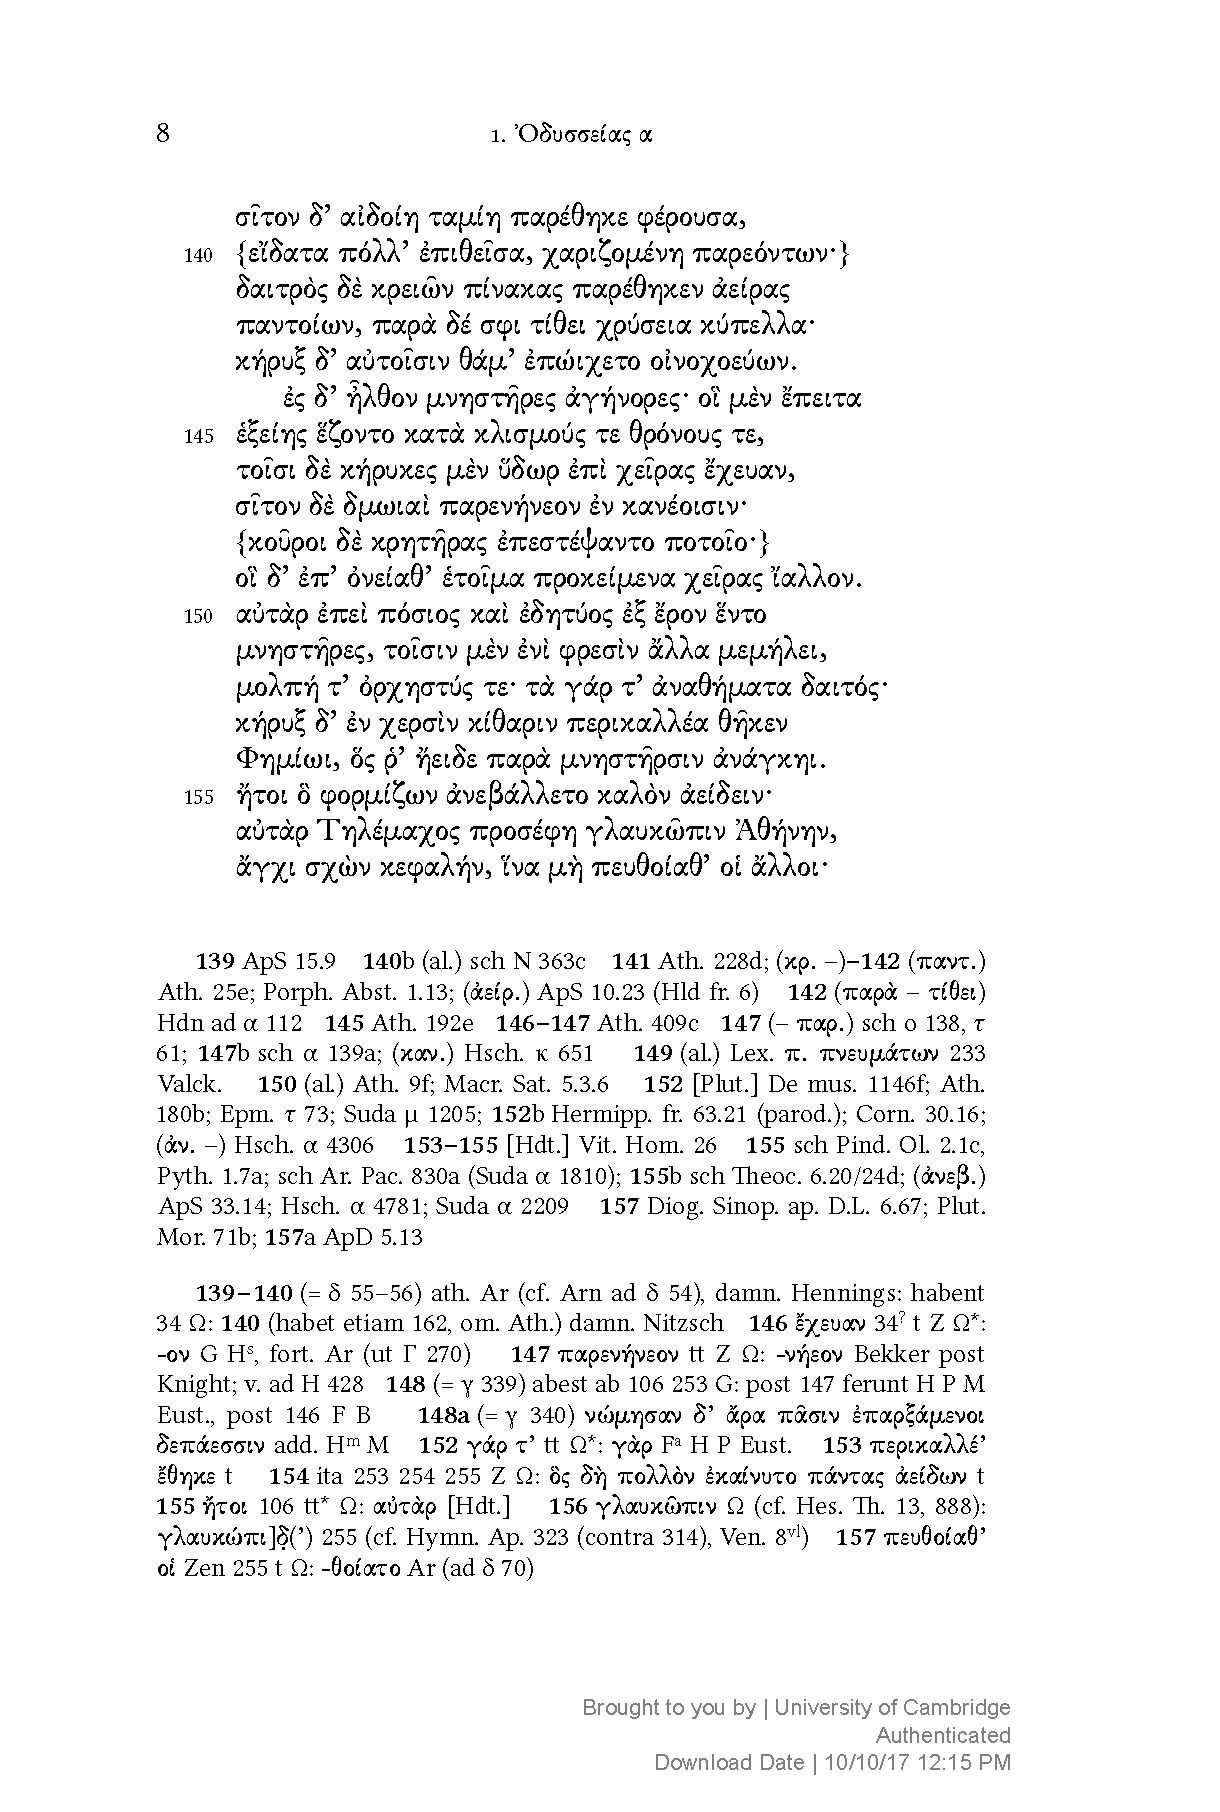 8 1. Ὀδυσσείας α
σῖτον δ’ αἰδοίη ταμίη παρέθηκε φέρουσα,
140 {εἴδατα πόλλ’ ἐπιθεῖσα, χαριζομένη παρεόντων·}
δαιτρὸς δὲ κρειῶν πίνακας παρέθηκεν ἀείρας
παντοίων, παρὰ δέ σφι τίθει χρύσεια κύπελλα·
κήρυξ δ’ αὐτοῖσιν θάμ’ ἐπώιχετο οἰνοχοεύων.
ἐς δ’ ἦλθον μνηστῆρες ἀγήνορες· οἳ μὲν ἔπειτα
145 ἑξείης ἕζοντο κατὰ κλισμούς τε θρόνους τε,
τοῖσι δὲ κήρυκες μὲν ὕδωρ ἐπὶ χεῖρας ἔχευαν,
σῖτον δὲ δμωιαὶ παρενήνεον ἐν κανέοισιν·
{κοῦροι δὲ κρητῆρας ἐπεστέψαντο ποτοῖο·}
οἳ δ’ ἐπ’ ὀνείαθ’ ἑτοῖμα προκείμενα χεῖρας ἴαλλον.
150 αὐτὰρ ἐπεὶ πόσιος καὶ ἐδητύος ἐξ ἔρον ἕντο
μνηστῆρες, τοῖσιν μὲν ἐνὶ φρεσὶν ἄλλα μεμήλει,
μολπή τ’ ὀρχηστύς τε· τὰ γάρ τ’ ἀναθήματα δαιτός·
κήρυξ δ’ ἐν χερσὶν κίθαριν περικαλλέα θῆκεν
Φημίωι, ὅς ῥ’ ἤειδε παρὰ μνηστῆρσιν ἀνάγκηι.
155 ἤτοι ὃ φορμίζων ἀνεβάλλετο καλὸν ἀείδειν·
αὐτὰρ Τηλέμαχος προσέφη γλαυκῶπιν Ἀθήνην,
ἄγχι σχὼν κεφαλήν, ἵνα μὴ πευθοίαθ’ οἱ ἄλλοι·
139 ApS 15.9 140b (al.) sch N 363c 141 Ath. 228d; (κρ. –)–142 (παντ.)
Ath. 25e; Porph. Abst. 1.13; (ἀείρ.) ApS 10.23 (Hld fr. 6) 142 (παρὰ – τίθει)
Hdn ad α 112 145 Ath. 192e 146–147 Ath. 409c 147 (– παρ.) sch ο 138, τ
61; 147b sch α 139a; (καν.) Hsch. κ 651 149 (al.) Lex. π. πνευμάτων 233
Valck. 150 (al.) Ath. 9f; Macr. Sat. 5.3.6 152 [Plut.] De mus. 1146f; Ath.
180b; Epm. τ 73; Suda μ 1205; 152b Hermipp. fr. 63.21 (parod.); Corn. 30.16;
(ἀν. –) Hsch. α 4306 153–155 [Hdt.] Vit. Hom. 26 155 sch Pind. Ol. 2.1c,
Pyth. 1.7a; sch Ar. Pac. 830a (Suda α 1810); 155b sch Theoc. 6.20/24d; (ἀνεβ.)
ApS 33.14; Hsch. α 4781; Suda α 2209 157 Diog. Sinop. ap. D.L. 6.67; Plut.
Mor. 71b; 157a ApD 5.13
139–140 (= δ 55–56) ath. Ar (cf. Arn ad δ 54), damn. Hennings: habent
34 Ω: 140 (habet etiam 162, om. Ath.) damn. Nitzsch 146 ἔχευαν 34? t Z Ω*:
-ον G Hˢ, fort. Ar (ut Γ 270) 147 παρενήνεον tt Z Ω: -νήεον Bekker post
Knight; v. ad Η 428 148 (= γ 339) abest ab 106 253 G: post 147 ferunt H P M
Eust., post 146 F B 148a (= γ 340) νώμησαν δ’ ἄρα πᾶσιν ἐπαρξάμενοι
δεπάεσσιν add. Hᵐ M 152 γάρ τ’ tt Ω*: γὰρ Fᵃ H P Eust. 153 περικαλλέ’
ἔθηκε t 154 ita 253 254 255 Z Ω: ὃς δὴ πολλὸν ἐκαίνυτο πάντας ἀείδων t
155 ἤτοι 106 tt* Ω: αὐτὰρ [Hdt.] 156 γλαυκῶπιν Ω (cf. Hes. Th. 13, 888):
γλαυκώπι]δ̣(’) 255 (cf. Hymn. Ap. 323 (contra 314), Ven. 8ᵛˡ) 157 πευθοίαθ’
οἱ Zen 255 t Ω: -θοίατο Ar (ad δ 70)
Brought to you by | University of Cambridge
Authenticated
Download Date | 10/10/17 12:15 PM